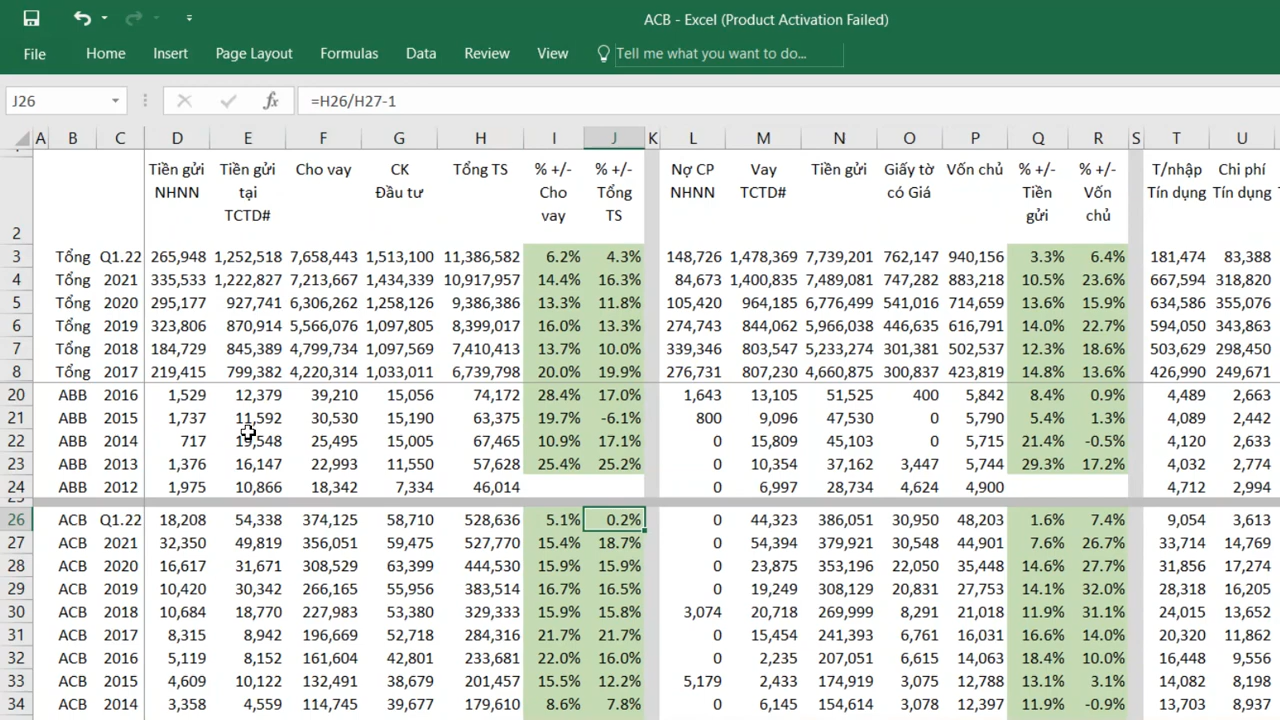 ACB - Excel (Product Activation Failed)
File Home Insert Page Layout Formulas Data Review View Tell me what you want to do...
J26 fx =H26/H27-1
A B C D E F G H I J K L M N O P Q R S T U
2 Tiền gửi NHNN Tiền gửi tại TCTD# Cho vay CK Đầu tư Tổng TS % +/- Cho vay % +/- Tổng TS Nợ CP NHNN Vay TCTD# Tiền gửi Giấy tờ có Giá Vốn chủ % +/- Tiền gửi % +/- Vốn chủ T/nhập Tín dụng Chi phí Tín dụng
3 Tổng Q1.22 265,948 1,252,518 7,658,443 1,513,100 11,386,582 6.2% 4.3% 148,726 1,478,369 7,739,201 762,147 940,156 3.3% 6.4% 181,474 83,388
4 Tổng 2021 335,533 1,222,827 7,213,667 1,434,339 10,917,957 14.4% 16.3% 84,673 1,400,835 7,489,081 747,282 883,218 10.5% 23.6% 667,594 318,820
5 Tổng 2020 295,177 927,741 6,306,262 1,258,126 9,386,386 13.3% 11.8% 105,420 964,185 6,776,499 541,016 714,659 13.6% 15.9% 634,586 355,076
6 Tổng 2019 323,806 870,914 5,566,076 1,097,805 8,399,017 16.0% 13.3% 274,743 844,062 5,966,038 446,635 616,791 14.0% 22.7% 594,050 343,863
7 Tổng 2018 184,729 845,389 4,799,734 1,097,569 7,410,413 13.7% 10.0% 339,346 803,547 5,233,274 301,381 502,537 12.3% 18.6% 503,629 298,450
8 Tổng 2017 219,415 799,382 4,220,314 1,033,011 6,739,798 20.0% 19.9% 276,731 807,230 4,660,875 300,837 423,819 14.8% 13.6% 426,990 249,671
20 ABB 2016 1,529 12,379 39,210 15,056 74,172 28.4% 17.0% 1,643 13,105 51,525 400 5,842 8.4% 0.9% 4,489 2,663
21 ABB 2015 1,737 11,592 30,530 15,190 63,375 19.7% -6.1% 800 9,096 47,530 0 5,790 5.4% 1.3% 4,089 2,442
22 ABB 2014 717 19,548 25,495 15,005 67,465 10.9% 17.1% 0 15,809 45,103 0 5,715 21.4% -0.5% 4,120 2,633
23 ABB 2013 1,376 16,147 22,993 11,550 57,628 25.4% 25.2% 0 10,354 37,162 3,447 5,744 29.3% 17.2% 4,032 2,774
24 ABB 2012 1,975 10,866 18,342 7,334 46,014 0 6,997 28,734 4,624 4,900 4,712 2,994
26 ACB Q1.22 18,208 54,338 374,125 58,710 528,636 5.1% 0.2% 0 44,323 386,051 30,950 48,203 1.6% 7.4% 9,054 3,613
27 ACB 2021 32,350 49,819 356,051 59,475 527,770 15.4% 18.7% 0 54,394 379,921 30,548 44,901 7.6% 26.7% 33,714 14,769
28 ACB 2020 16,617 31,671 308,529 63,399 444,530 15.9% 15.9% 0 23,875 353,196 22,050 35,448 14.6% 27.7% 31,856 17,274
29 ACB 2019 10,420 30,342 266,165 55,956 383,514 16.7% 16.5% 0 19,249 308,129 20,831 27,753 14.1% 32.0% 28,318 16,205
30 ACB 2018 10,684 18,770 227,983 53,380 329,333 15.9% 15.8% 3,074 20,718 269,999 8,291 21,018 11.9% 31.1% 24,015 13,652
31 ACB 2017 8,315 8,942 196,669 52,718 284,316 21.7% 21.7% 0 15,454 241,393 6,761 16,031 16.6% 14.0% 20,320 11,862
32 ACB 2016 5,119 8,152 161,604 42,801 233,681 22.0% 16.0% 0 2,235 207,051 6,615 14,063 18.4% 10.0% 16,448 9,556
33 ACB 2015 4,609 10,122 132,491 38,679 201,457 15.5% 12.2% 5,179 2,433 174,919 3,075 12,788 13.1% 3.1% 14,082 8,198
34 ACB 2014 3,358 4,559 114,745 39,677 179,610 8.6% 7.8% 0 6,145 154,614 3,078 12,397 11.9% -0.9% 13,703 8,937